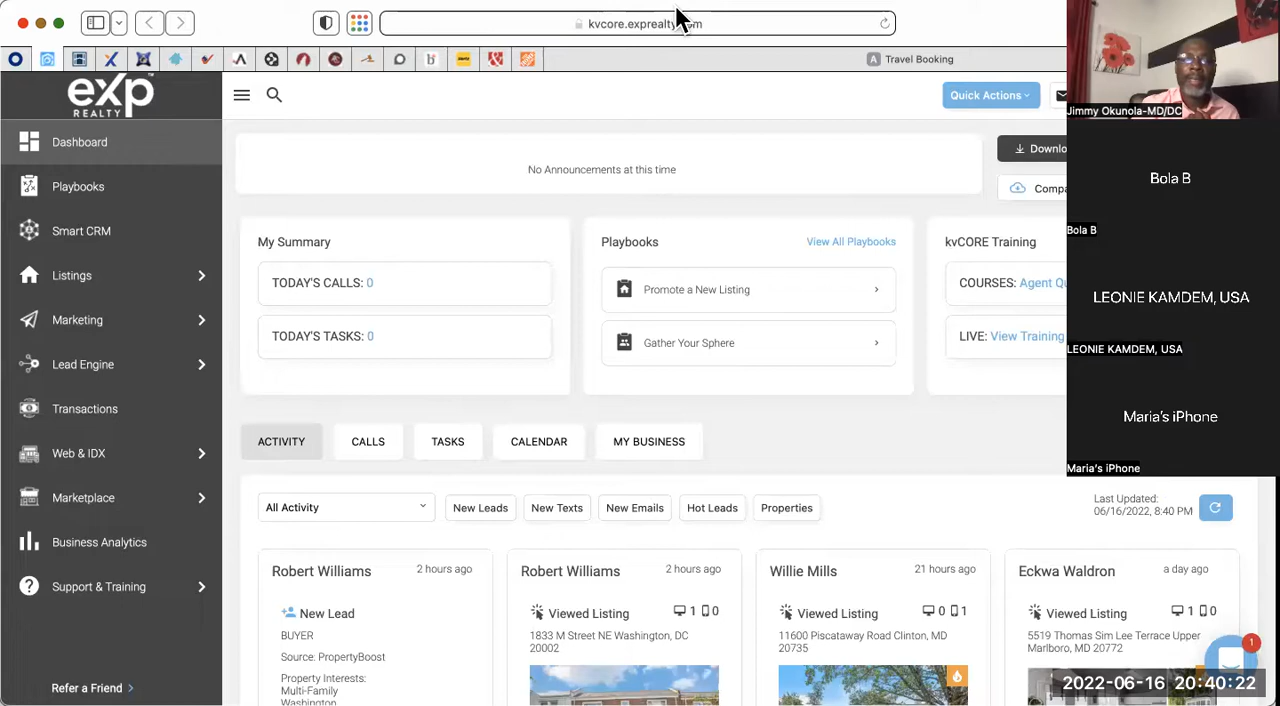 kvcore.exprealty
om
Travel Booking
eXp
REALTY
Quick Actions
Jimmy Okunola-MD/DC
Dashboard
No Announcements at this time
Downlo
Compa
Playbooks
Bola B
Bola B
Smart CRM
My Summary
Playbooks
View All Playbooks
kvCORE Training
Listings
TODAY'S CALLS: 0
Promote a New Listing
COURSES: Agent Qu
LEONIE KAMDEM, USA
LEONIE KAMDEM, USA
Marketing
TODAY'S TASKS: 0
Gather Your Sphere
LIVE: View Training
Lead Engine
Transactions
Maria's iPhone
Maria's iPhone
ACTIVITY
CALLS
TASKS
CALENDAR
MY BUSINESS
Web & IDX
Marketplace
All Activity
New Leads
New Texts
New Emails
Hot Leads
Properties
Last Updated:
06/16/2022, 8:40 PM
Business Analytics
Support & Training
Refer a Friend
Robert Williams
2 hours ago
New Lead
BUYER
Source: PropertyBoost
Property Interests:
Multi-Family
Washington
Robert Williams
2 hours ago
Viewed Listing
1 0
1833 M Street NE Washington, DC
20002
Willie Mills
21 hours ago
Viewed Listing
0 1
11600 Piscataway Road Clinton, MD
20735
Eckwa Waldron
a day ago
Viewed Listing
1 0
5519 Thomas Sim Lee Terrace Upper
Marlboro, MD 20772
1
2022-06-16 20:40:22